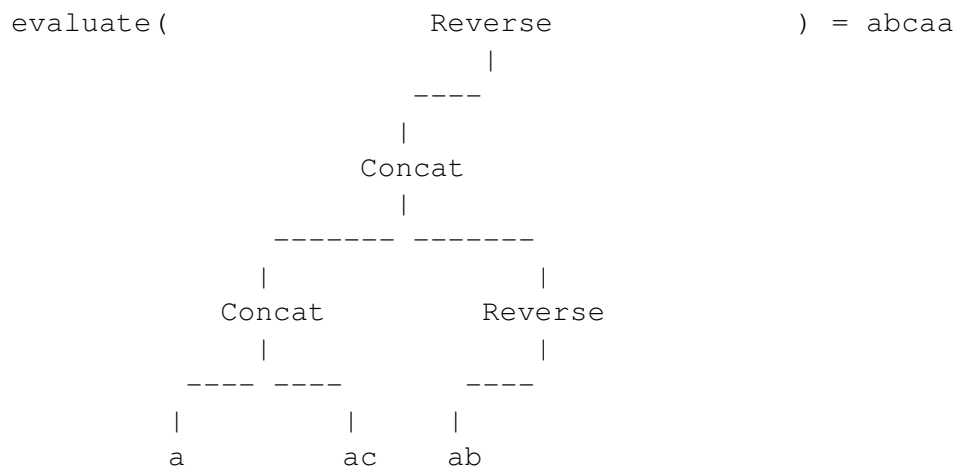 evaluate( Reverse ) = abcaa
|
----
|
Concat
|
------- -------
| |
Concat Reverse
| |
---- ---- ----
| | |
a ac ab